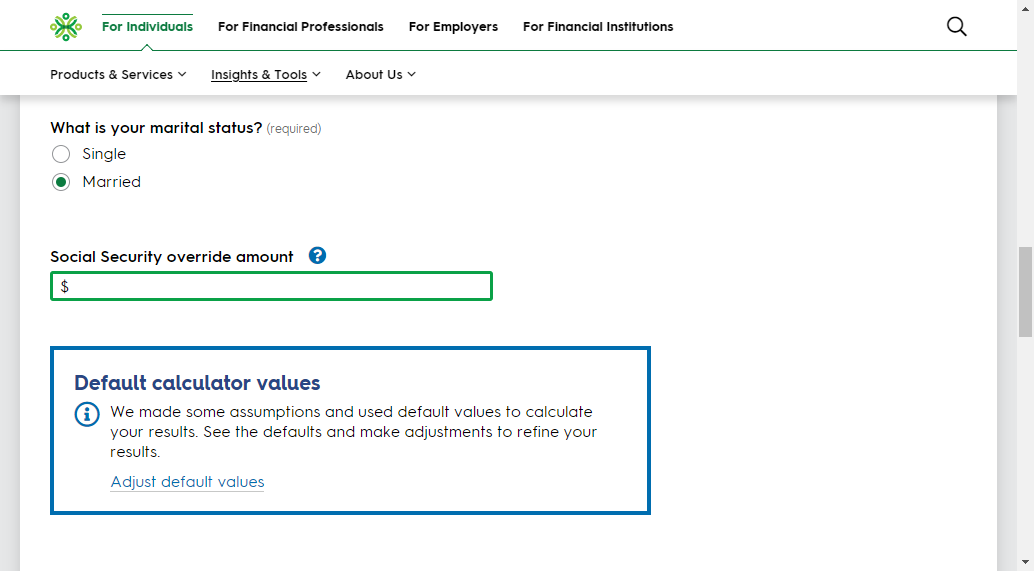 For Individuals For Financial Professionals For Employers For Financial Institutions
Products & Services Insights & Tools About Us
What is your marital status? (required)
Single
Married
Social Security override amount ?
$
Default calculator values
We made some assumptions and used default values to calculate
your results. See the defaults and make adjustments to refine your
results.
Adjust default values